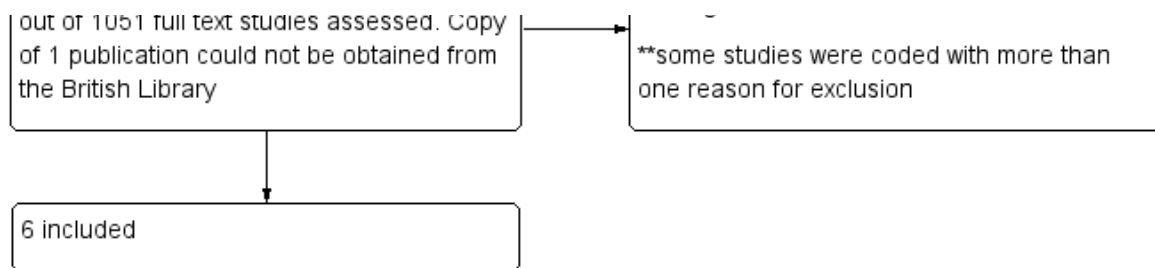 out of 1051 full text studies assessed. Copy
of 1 publication could not be obtained from
the British Library
**some studies were coded with more than
one reason for exclusion
6 included